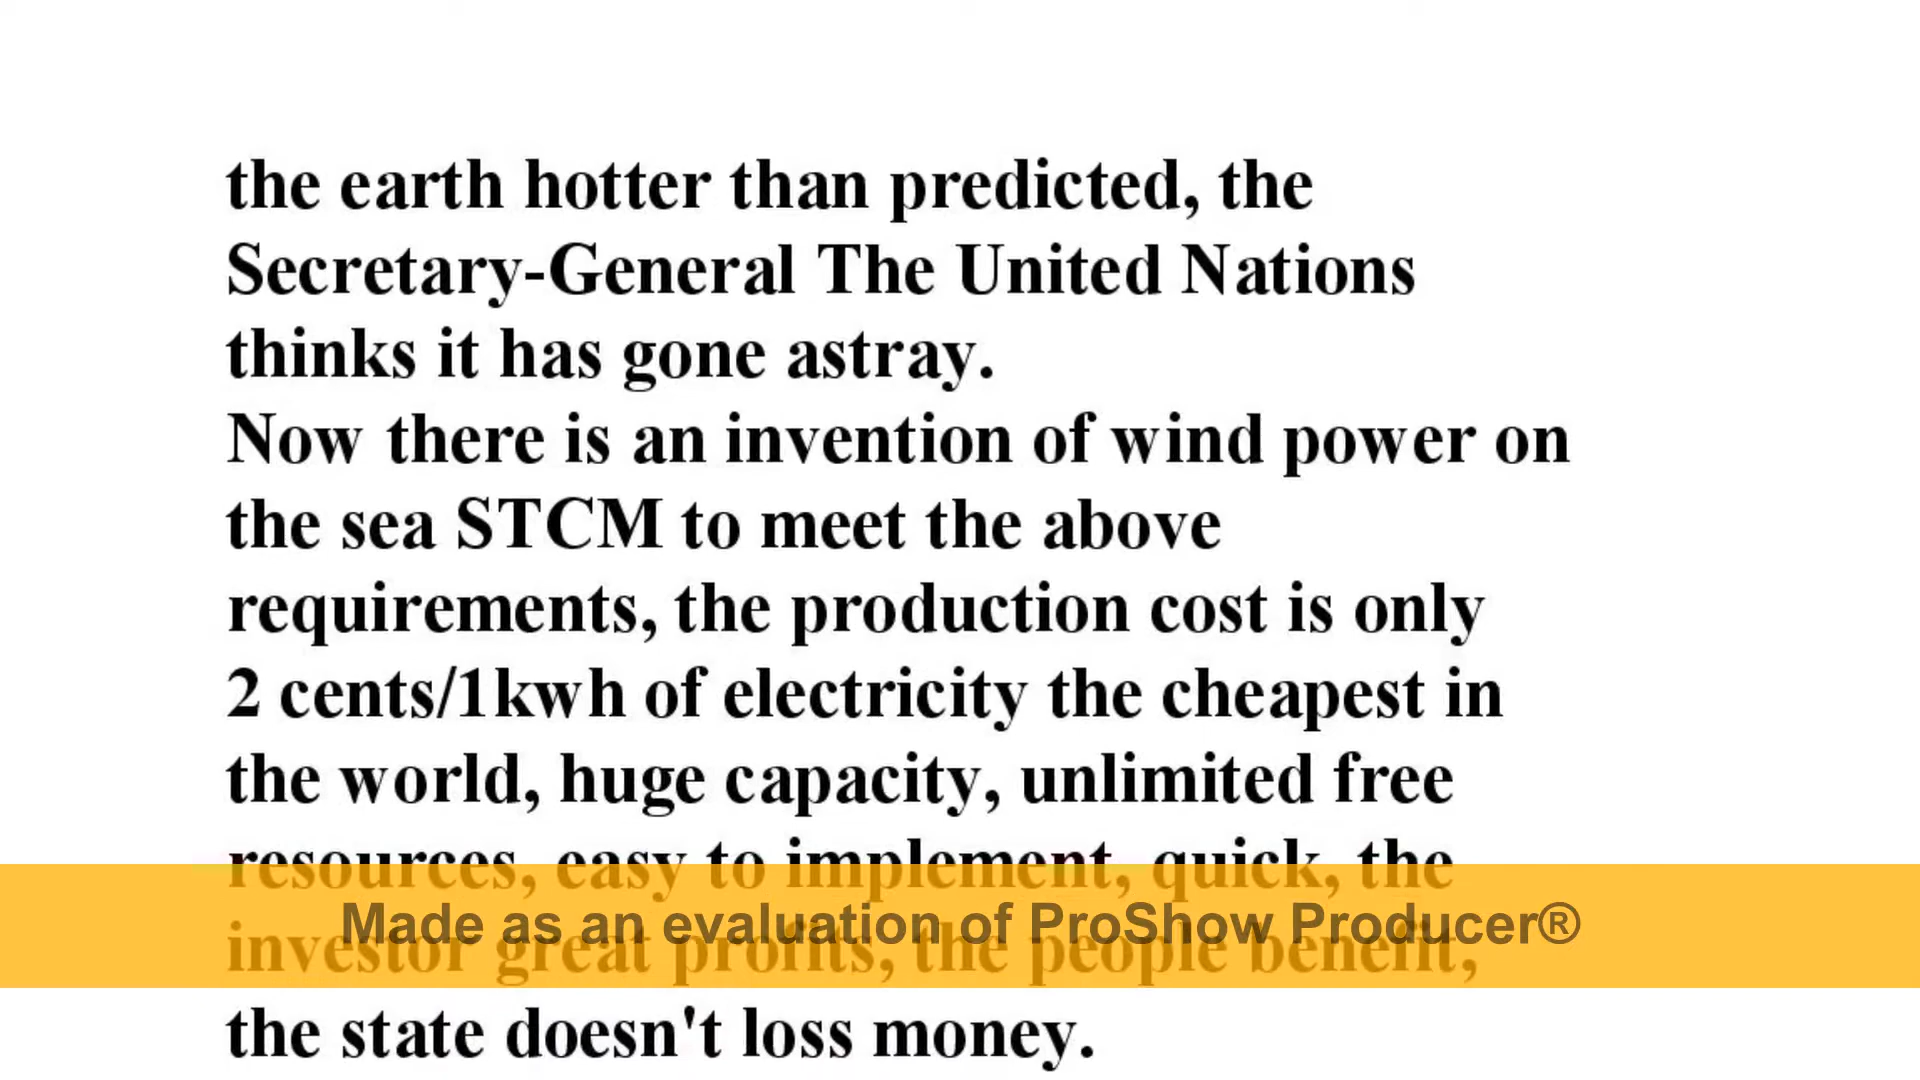 the earth hotter than predicted, the
Secretary-General The United Nations
thinks it has gone astray.
Now there is an invention of wind power on
the sea STCM to meet the above
requirements, the production cost is only
2 cents/1kwh of electricity the cheapest in
the world, huge capacity, unlimited free
resources, easy to implement, quick, the
Made as an evaluation of ProShow Producer®
investor great profits, the people benefit,
the state doesn't loss money.